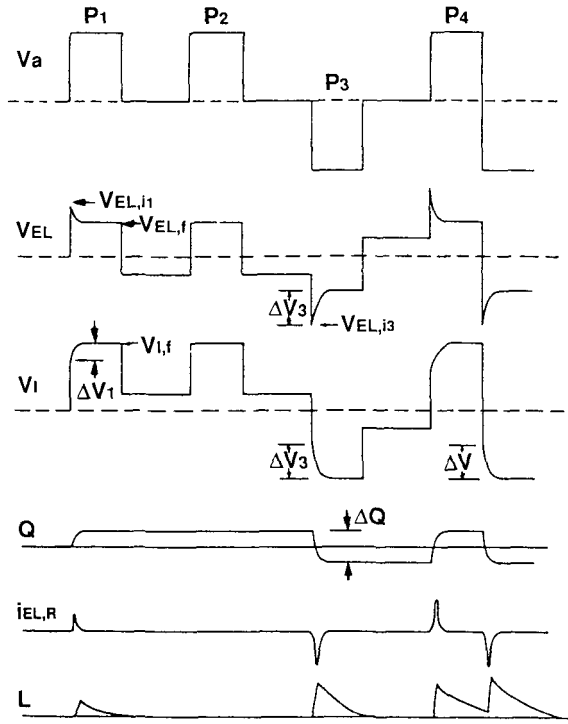 P1 P2 P4
Va
P3
VEL,i1
VEL VEL,f
ΔV3
VEL,i3
VI,f
VI ΔV1
ΔV3 ΔV
Q ΔQ
iEL,R
L